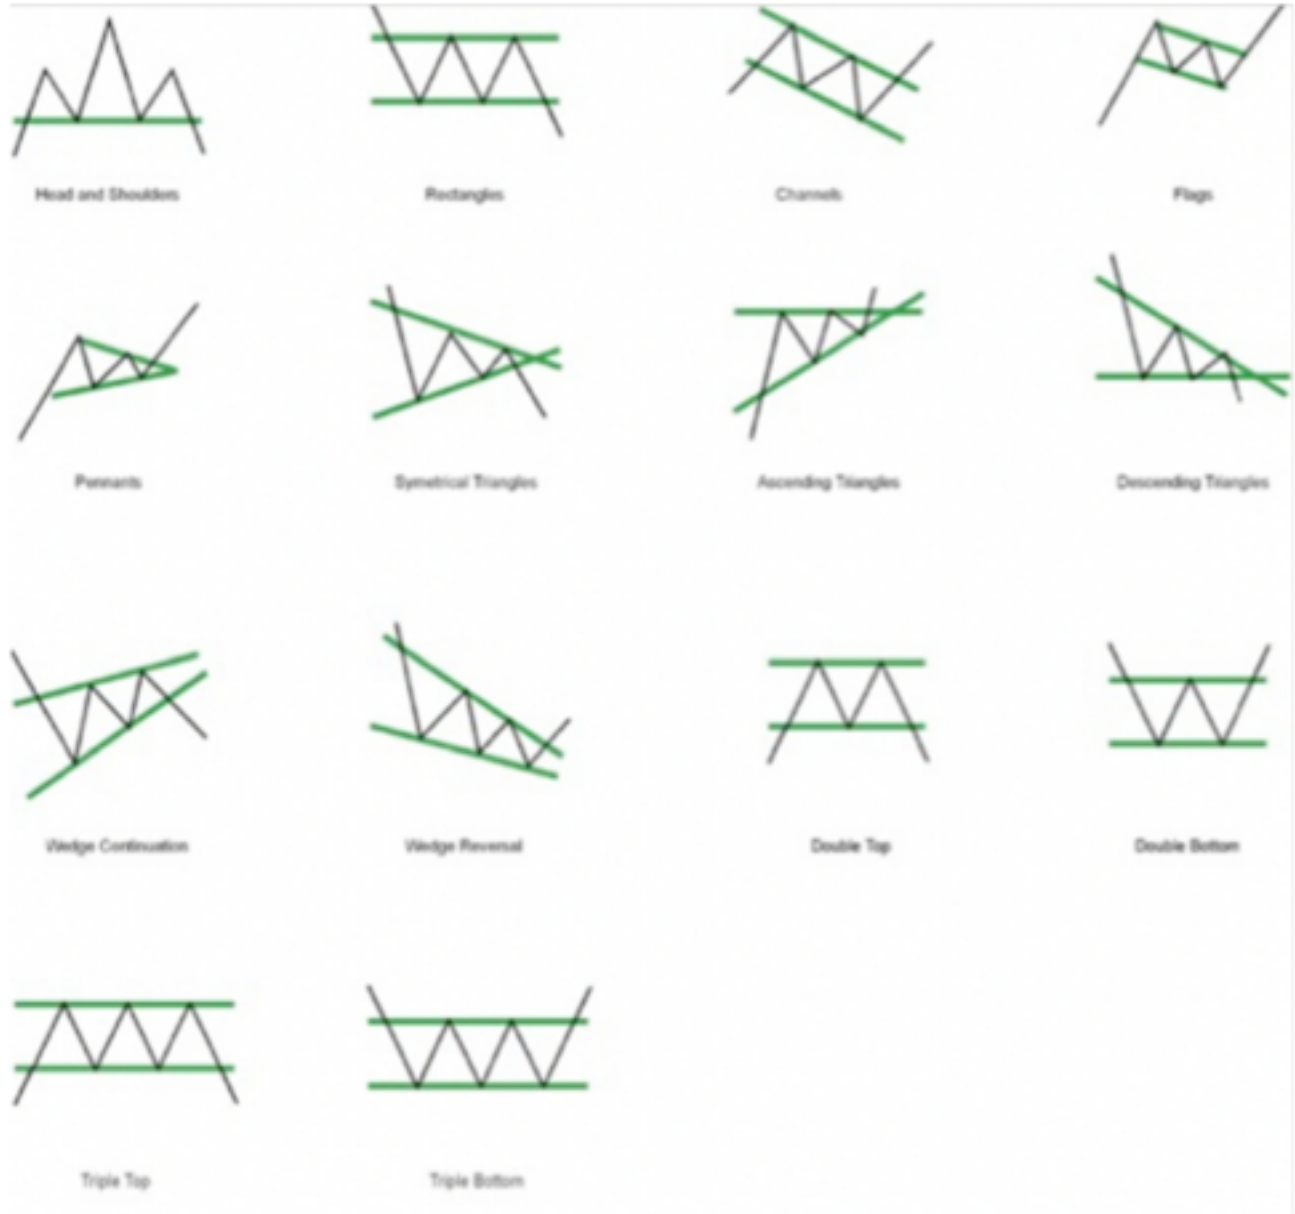 Head and Shoulders
Rectangles
Channels
Flags
Pennants
Symetrical Triangles
Ascending Triangles
Descending Triangles
Wedge Continuation
Wedge Reversal
Double Top
Double Bottom
Triple Top
Triple Bottom